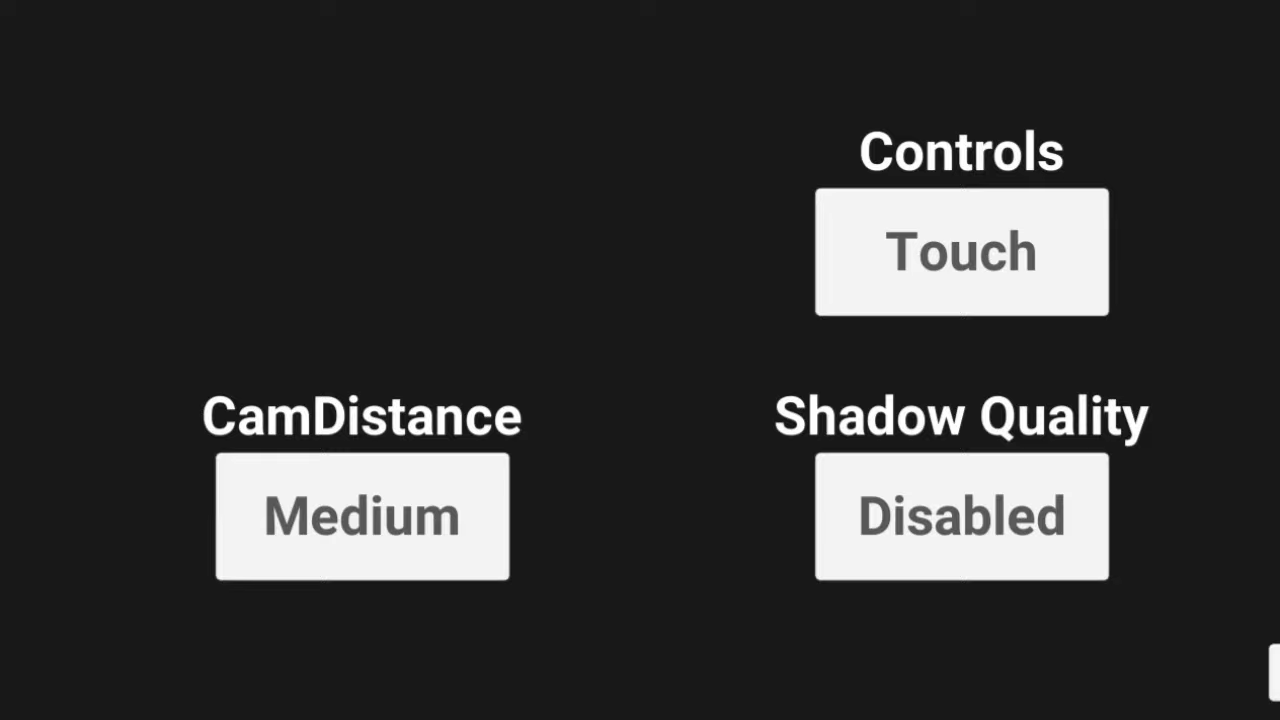 Controls
Touch
CamDistance
Medium
Shadow Quality
Disabled